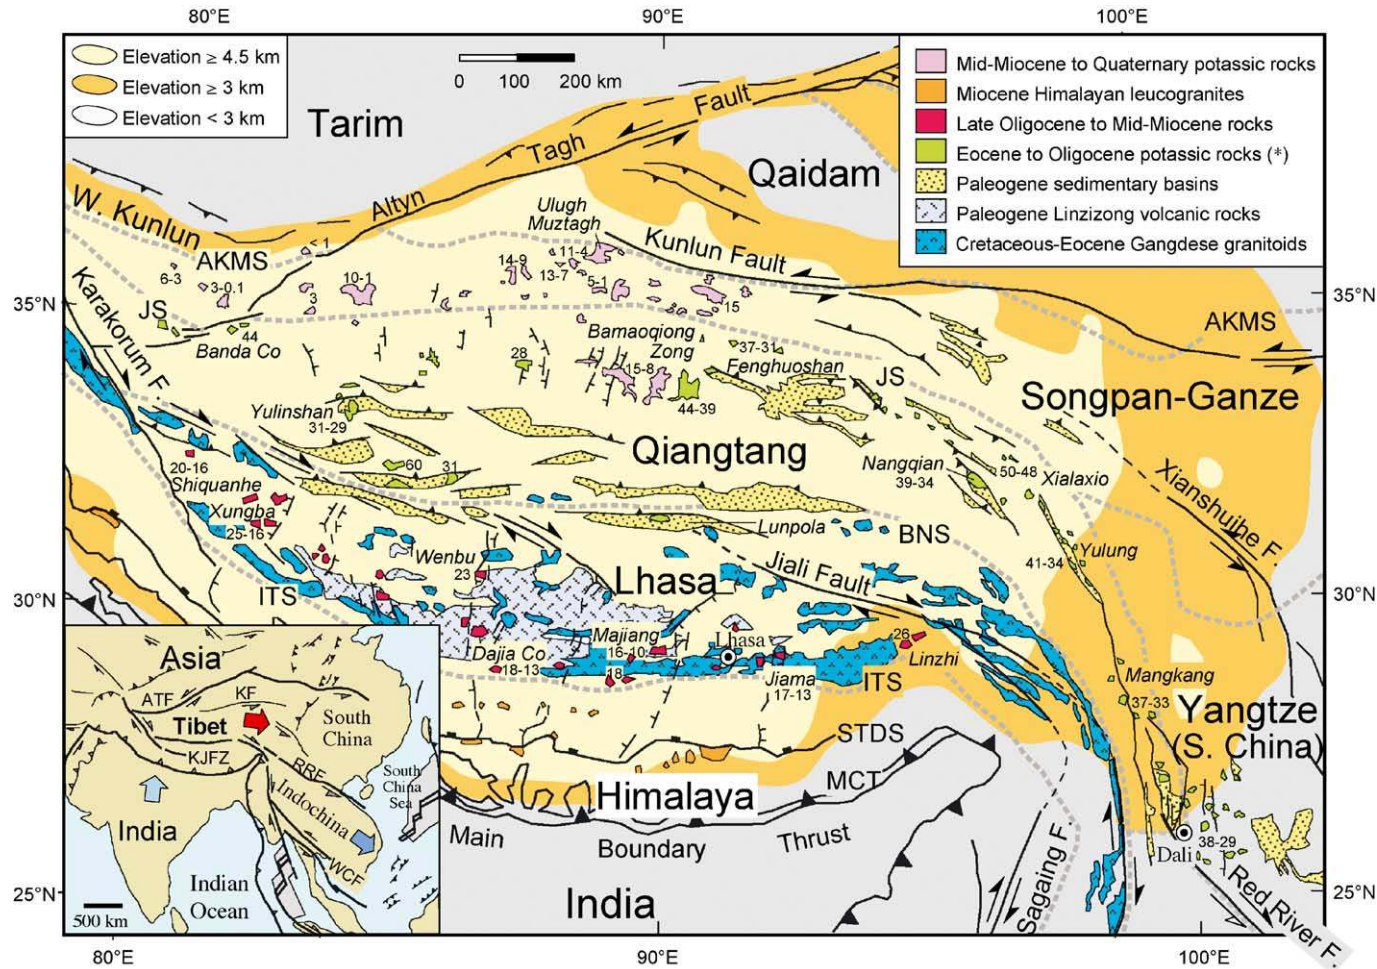 80°E
90°E
100°E
Elevation ≥ 4.5 km
Elevation ≥ 3 km
Elevation < 3 km
0 100 200 km
Mid-Miocene to Quaternary potassic rocks
Miocene Himalayan leucogranites
Late Oligocene to Mid-Miocene rocks
Eocene to Oligocene potassic rocks (*)
Paleogene sedimentary basins
Paleogene Linzizong volcanic rocks
Cretaceous-Eocene Gangdese granitoids
Tarim
Altyn Tagh Fault
Qaidam
W. Kunlun
Ulugh
Muztagh
Kunlun Fault
AKMS
1
6-3
3-0.1
3
10-1
14-9
13-7
11-4
5-1
15
35°N
35°N
JS
44
Banda Co
Karakorum F.
AKMS
Bamaoqiong
Zong
28
15-8
37-31
Fenghuoshan
44-39
JS
Songpan-Ganze
Yulinshan
31-29
Qiangtang
60
31
Nangqian
39-34
50-48
Xialaxio
Xianshuihe F.
20-16
Shiquanhe
Xungba
25-16
Lunpola
BNS
Wenbu
23
Lhasa
Jiali Fault
41-34
Yulung
30°N
30°N
ITS
Majiang
16-10
Lhasa
26
Linzhi
Dajia Co
18-13
18
Jiama
17-13
ITS
Mangkang
37-33
Yangtze
(S. China)
STDS
MCT
Himalaya
Main Boundary Thrust
India
Sagaing F.
Dali
38-29
Red River F.
25°N
25°N
Asia
ATF
KF
Tibet
South
China
KJFZ
RRF
South
China
Sea
Indochina
India
WCF
Indian
Ocean
500 km
80°E
90°E
100°E